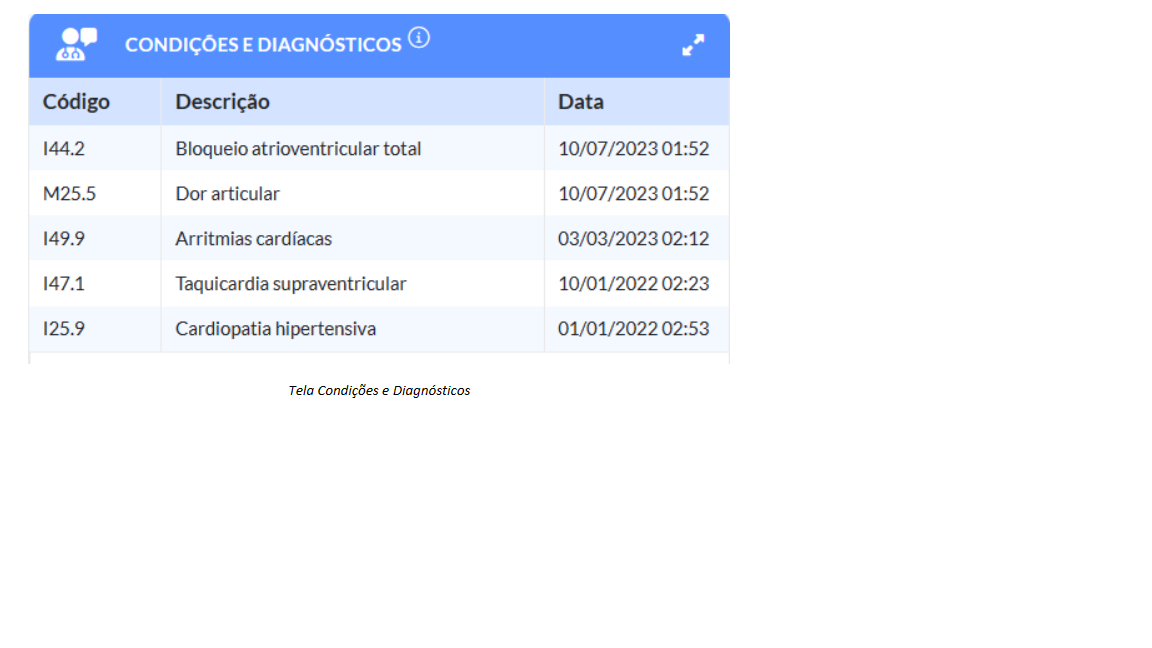 CONDIÇÕES E DIAGNÓSTICOS
Código Descrição Data
I44.2 Bloqueio atrioventricular total 10/07/2023 01:52
M25.5 Dor articular 10/07/2023 01:52
I49.9 Arritmias cardíacas 03/03/2023 02:12
I47.1 Taquicardia supraventricular 10/01/2022 02:23
I25.9 Cardiopatia hipertensiva 01/01/2022 02:53
Tela Condições e Diagnósticos